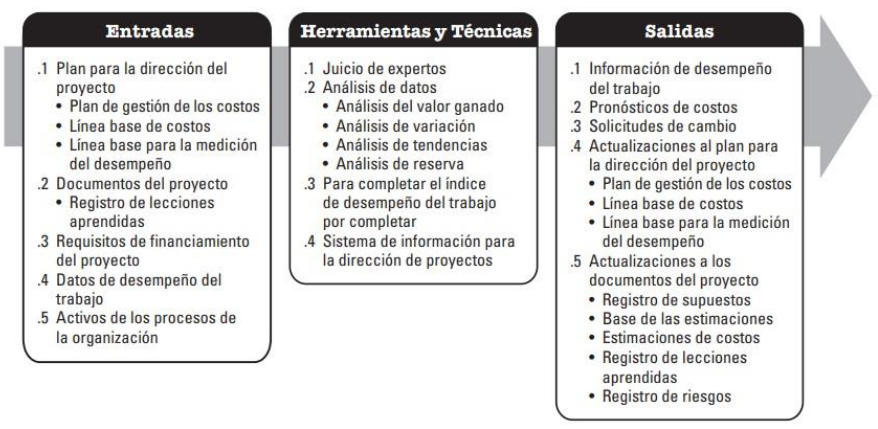 Entradas
.1 Plan para la dirección del
proyecto
• Plan de gestión de los costos
• Línea base de costos
• Línea base para la medición
del desempeño
.2 Documentos del proyecto
• Registro de lecciones
aprendidas
.3 Requisitos de financiamiento
del proyecto
.4 Datos de desempeño del
trabajo
.5 Activos de los procesos de
la organización
Herramientas y Técnicas
.1 Juicio de expertos
.2 Análisis de datos
• Análisis del valor ganado
• Análisis de variación
• Análisis de tendencias
• Análisis de reserva
.3 Para completar el índice
de desempeño del trabajo
por completar
.4 Sistema de información para
la dirección de proyectos
Salidas
.1 Información de desempeño
del trabajo
.2 Pronósticos de costos
.3 Solicitudes de cambio
.4 Actualizaciones al plan para
la dirección del proyecto
• Plan de gestión de los costos
• Línea base de costos
• Línea base para la medición
del desempeño
.5 Actualizaciones a los
documentos del proyecto
• Registro de supuestos
• Base de las estimaciones
• Estimaciones de costos
• Registro de lecciones
aprendidas
• Registro de riesgos